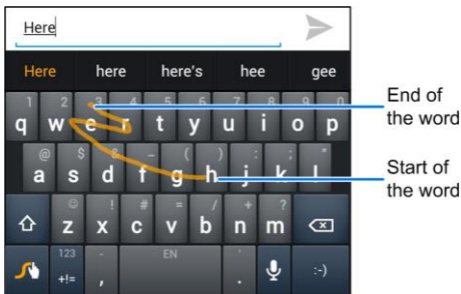 Here
Here here here's hee gee
1 2 3 4 5 6 7 8 9 0
q w e r t y u i o p
@ $ & _ ( ) : ; "
a s d f g h j k l
☺ ! # = / + ?
z x c v b n m
123 - EN '
+!= , . :-)
End of
the word
Start of
the word